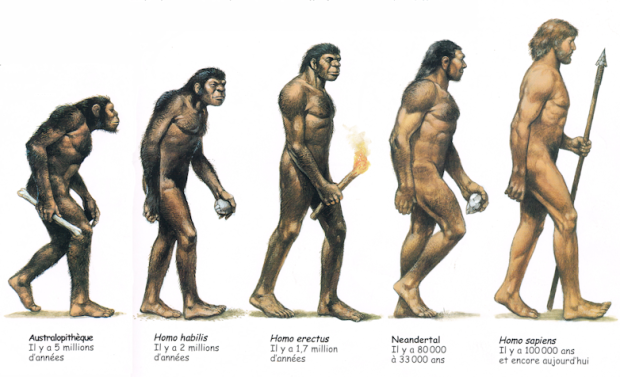 Australopithèque
Il y a 5 millions
d'années
Homo habilis
Il y a 2 millions
d'années
Homo erectus
Il y a 1,7 million
d'années
Neandertal
Il y a 80 000
à 33 000 ans
Homo sapiens
Il y a 100 000 ans
et encore aujourd'hui